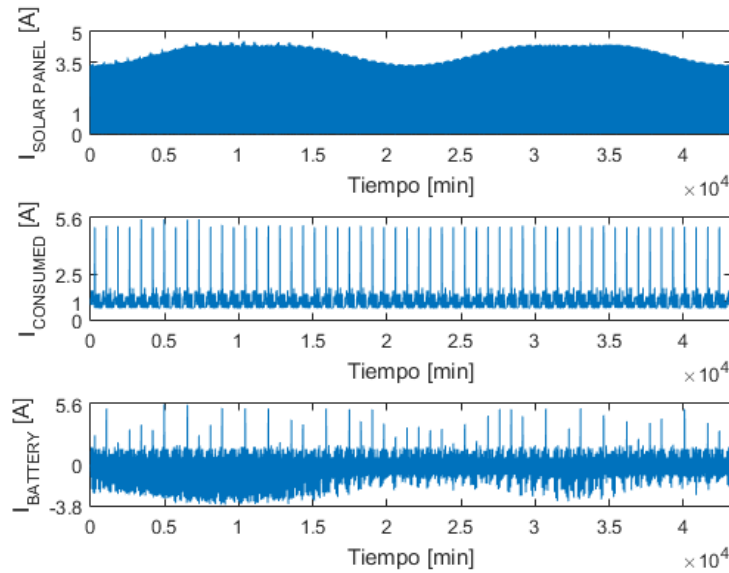 I_SOLAR PANEL [A]
5
3.5
1
0
0 0.5 1 1.5 2 2.5 3 3.5 4
Tiempo [min]
×10^4
I_CONSUMED [A]
5.6
2.5
1
0
0 0.5 1 1.5 2 2.5 3 3.5 4
Tiempo [min]
×10^4
I_BATTERY [A]
5.6
0
-3.8
0 0.5 1 1.5 2 2.5 3 3.5 4
Tiempo [min]
×10^4